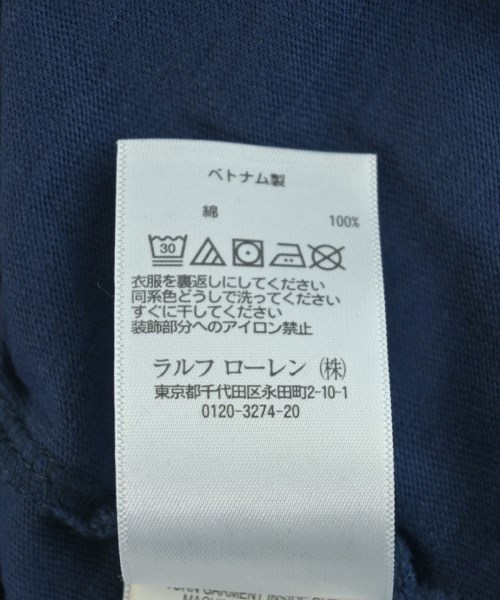 ベトナム製
綿 100%
30
衣服を裏返しにしてください
同系色どうしで洗ってください
すぐに干してください
装飾部分へのアイロン禁止
ラルフ ローレン (株)
東京都千代田区永田町2-10-1
0120-3274-20
TURN GARMENT INSIDE